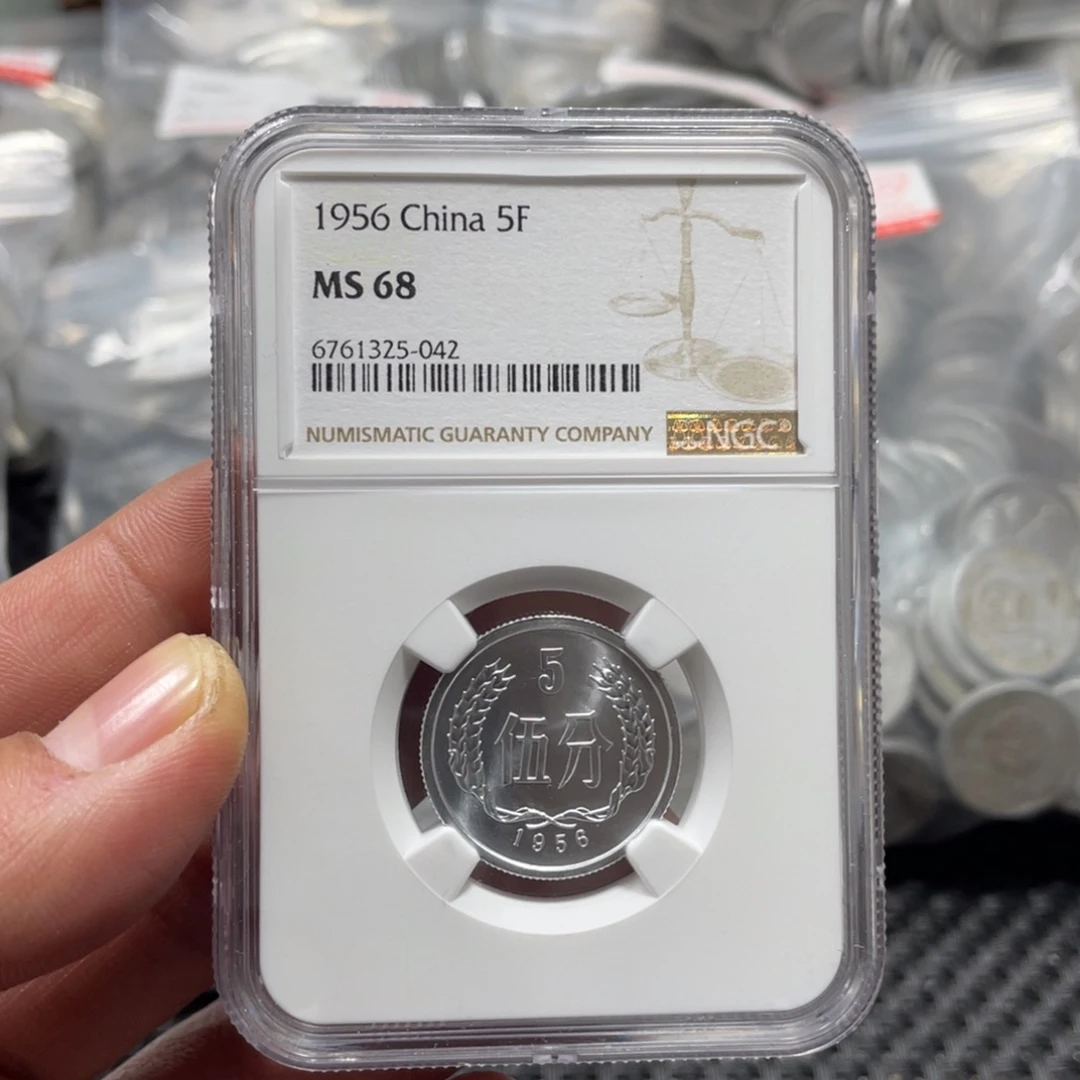 1956 China 5F
MS 68
6761325-042
NUMISMATIC GUARANTY COMPANY NGC®
5
伍分
1956